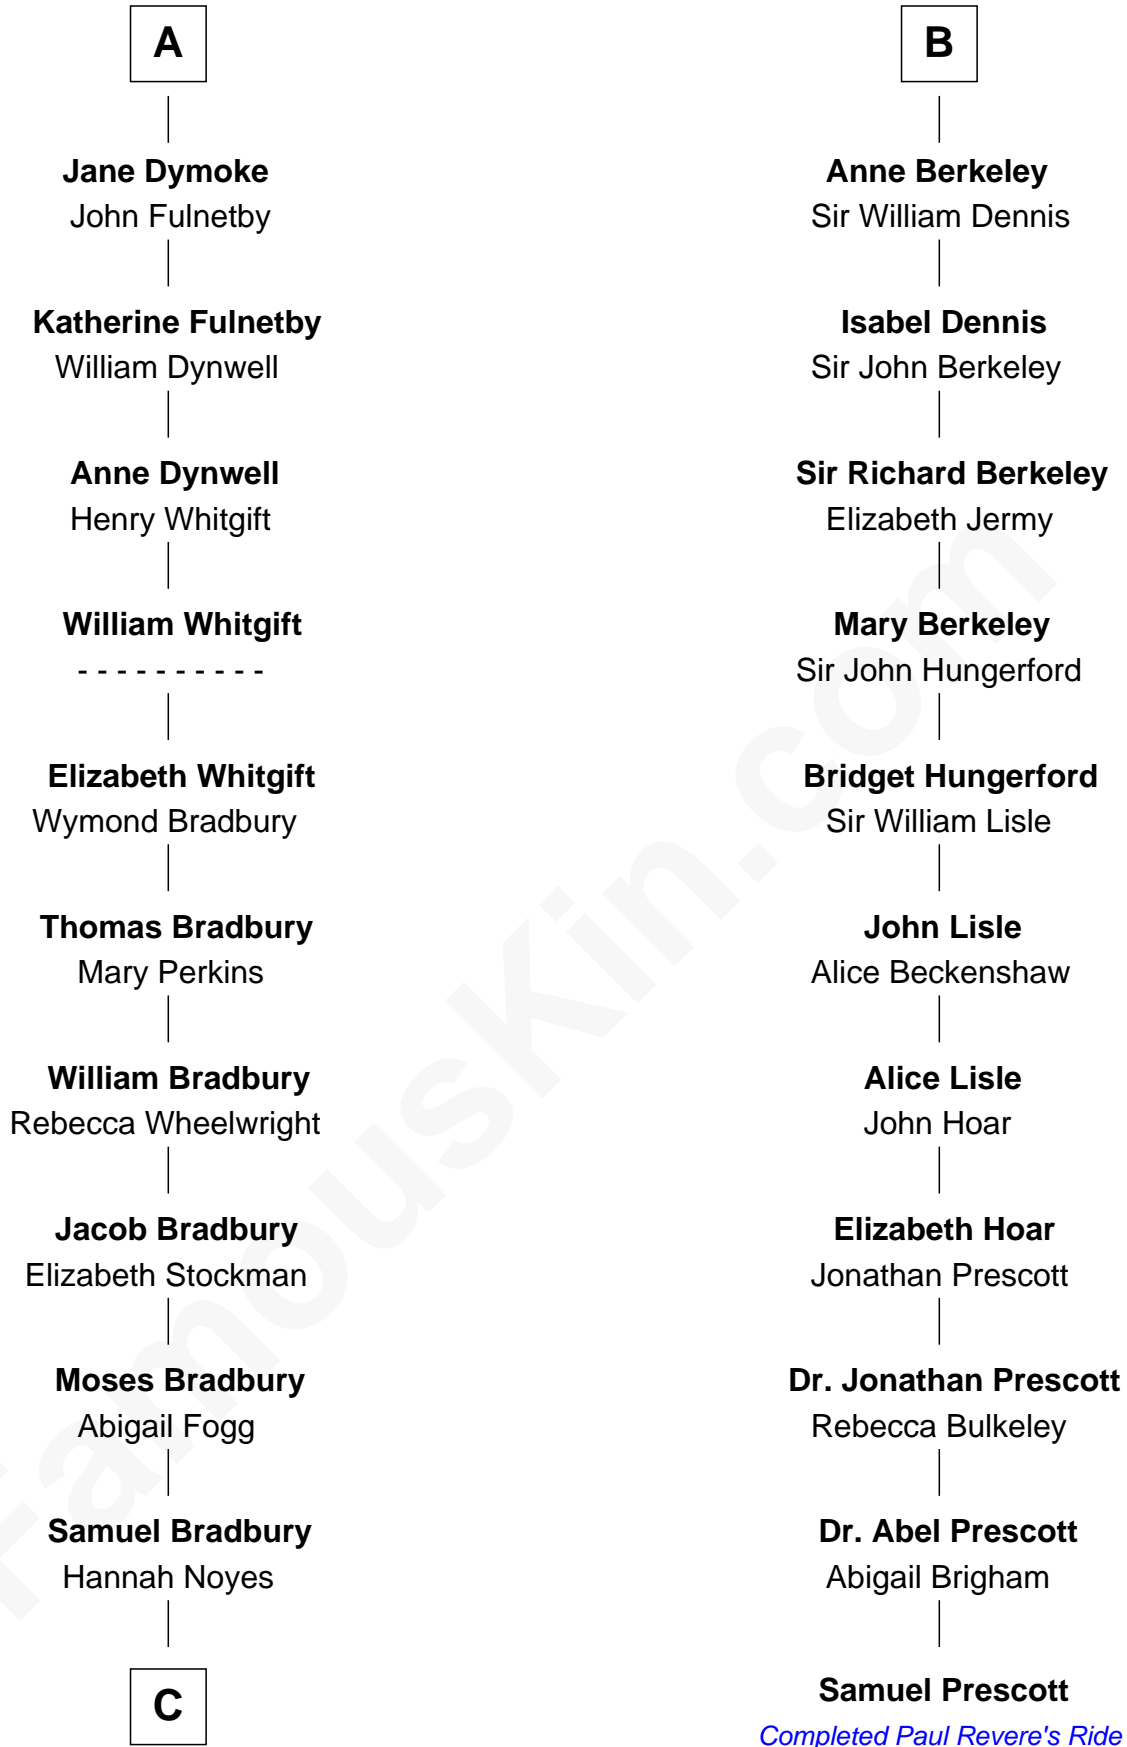 A
Jane Dymoke
John Fulnetby
Katherine Fulnetby
William Dynwell
Anne Dynwell
Henry Whitgift
William Whitgift
- - - - - - - - - -
Elizabeth Whitgift
Wymond Bradbury
Thomas Bradbury
Mary Perkins
William Bradbury
Rebecca Wheelwright
Jacob Bradbury
Elizabeth Stockman
Moses Bradbury
Abigail Fogg
Samuel Bradbury
Hannah Noyes
C
B
Anne Berkeley
Sir William Dennis
Isabel Dennis
Sir John Berkeley
Sir Richard Berkeley
Elizabeth Jermy
Mary Berkeley
Sir John Hungerford
Bridget Hungerford
Sir William Lisle
John Lisle
Alice Beckenshaw
Alice Lisle
John Hoar
Elizabeth Hoar
Jonathan Prescott
Dr. Jonathan Prescott
Rebecca Bulkeley
Dr. Abel Prescott
Abigail Brigham
Samuel Prescott
Completed Paul Revere's Ride
FamousKin.com